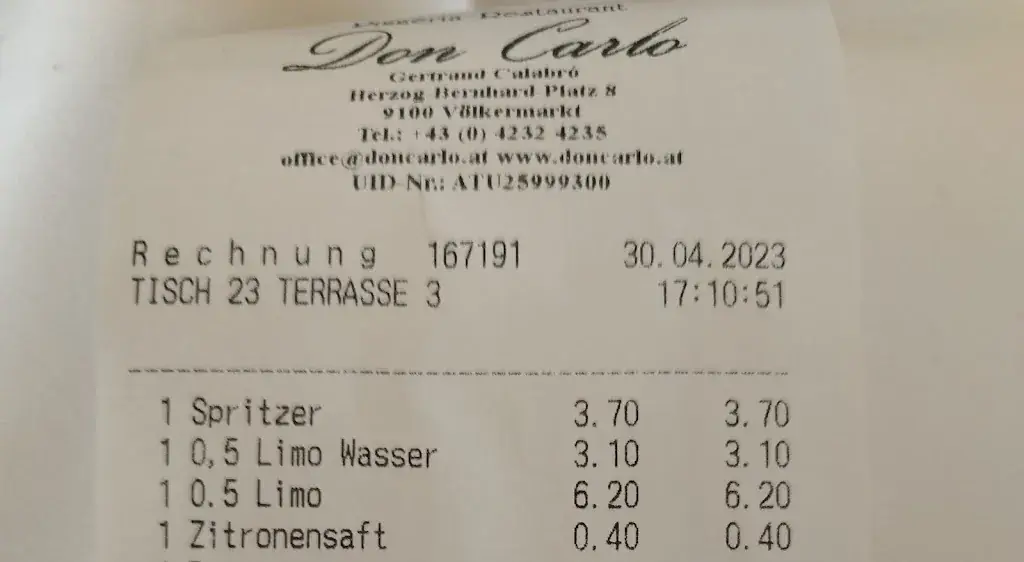 Pizzeria Restaurant
Don Carlo
Gertraud Calabró
Herzog Bernhard Platz 8
9100 Völkermarkt
Tel.: +43 (0) 4232 4235
office@doncarlo.at www.doncarlo.at
UID-Nr.: ATU25999300
Rechnung 167191 30.04.2023
TISCH 23 TERRASSE 3 17:10:51
1 Spritzer 3.70 3.70
1 0,5 Limo Wasser 3.10 3.10
1 0.5 Limo 6.20 6.20
1 Zitronensaft 0.40 0.40